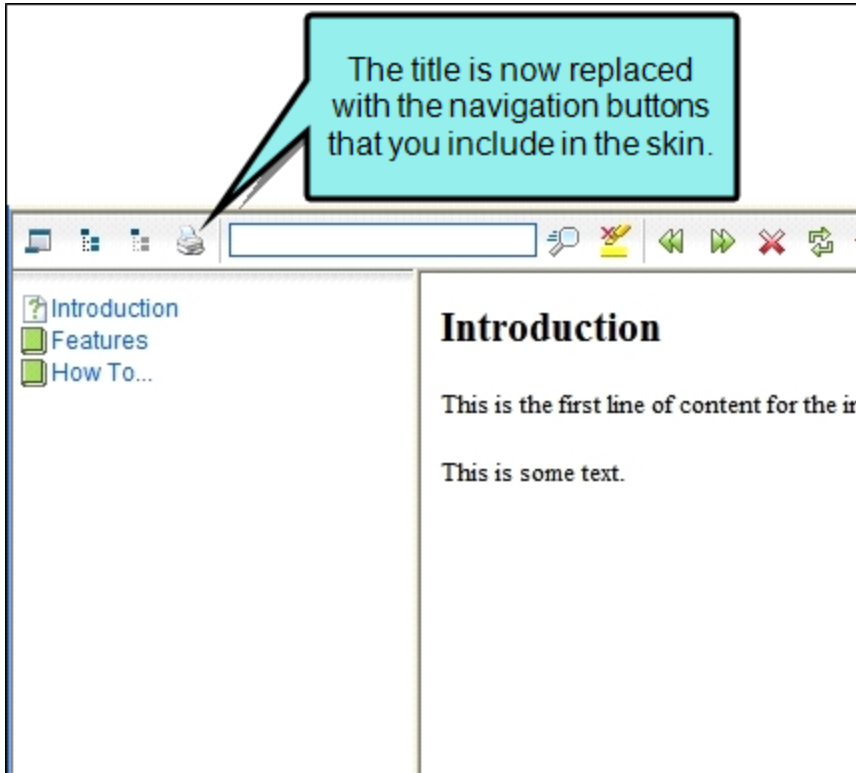 The title is now replaced
with the navigation buttons
that you include in the skin.
Introduction
Features
How To...
Introduction
This is the first line of content for the
This is some text.